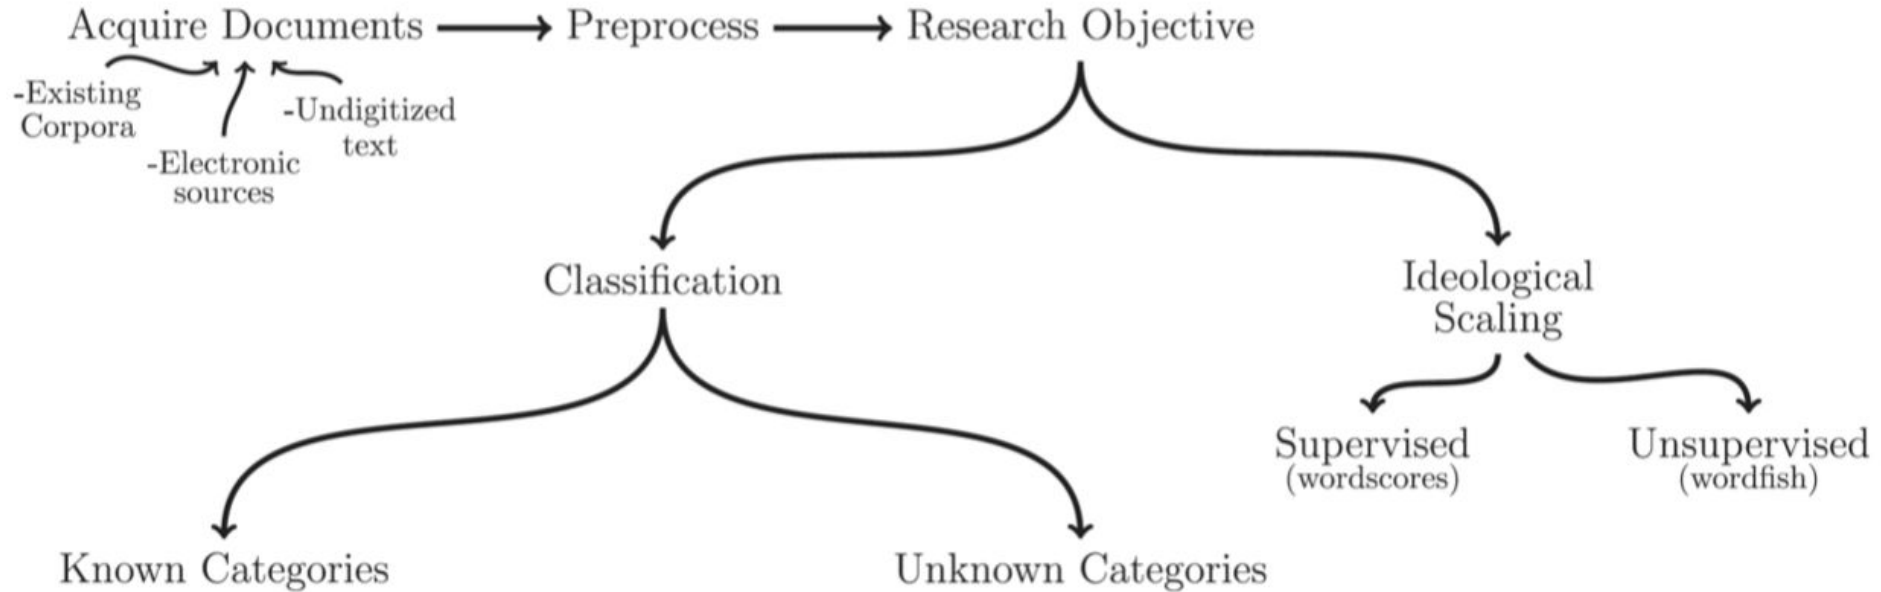 Acquire Documents Preprocess Research Objective
-Existing
Corpora
-Undigitized
text
-Electronic
sources
Classification
Ideological
Scaling
Supervised
(wordscores)
Unsupervised
(wordfish)
Known Categories
Unknown Categories